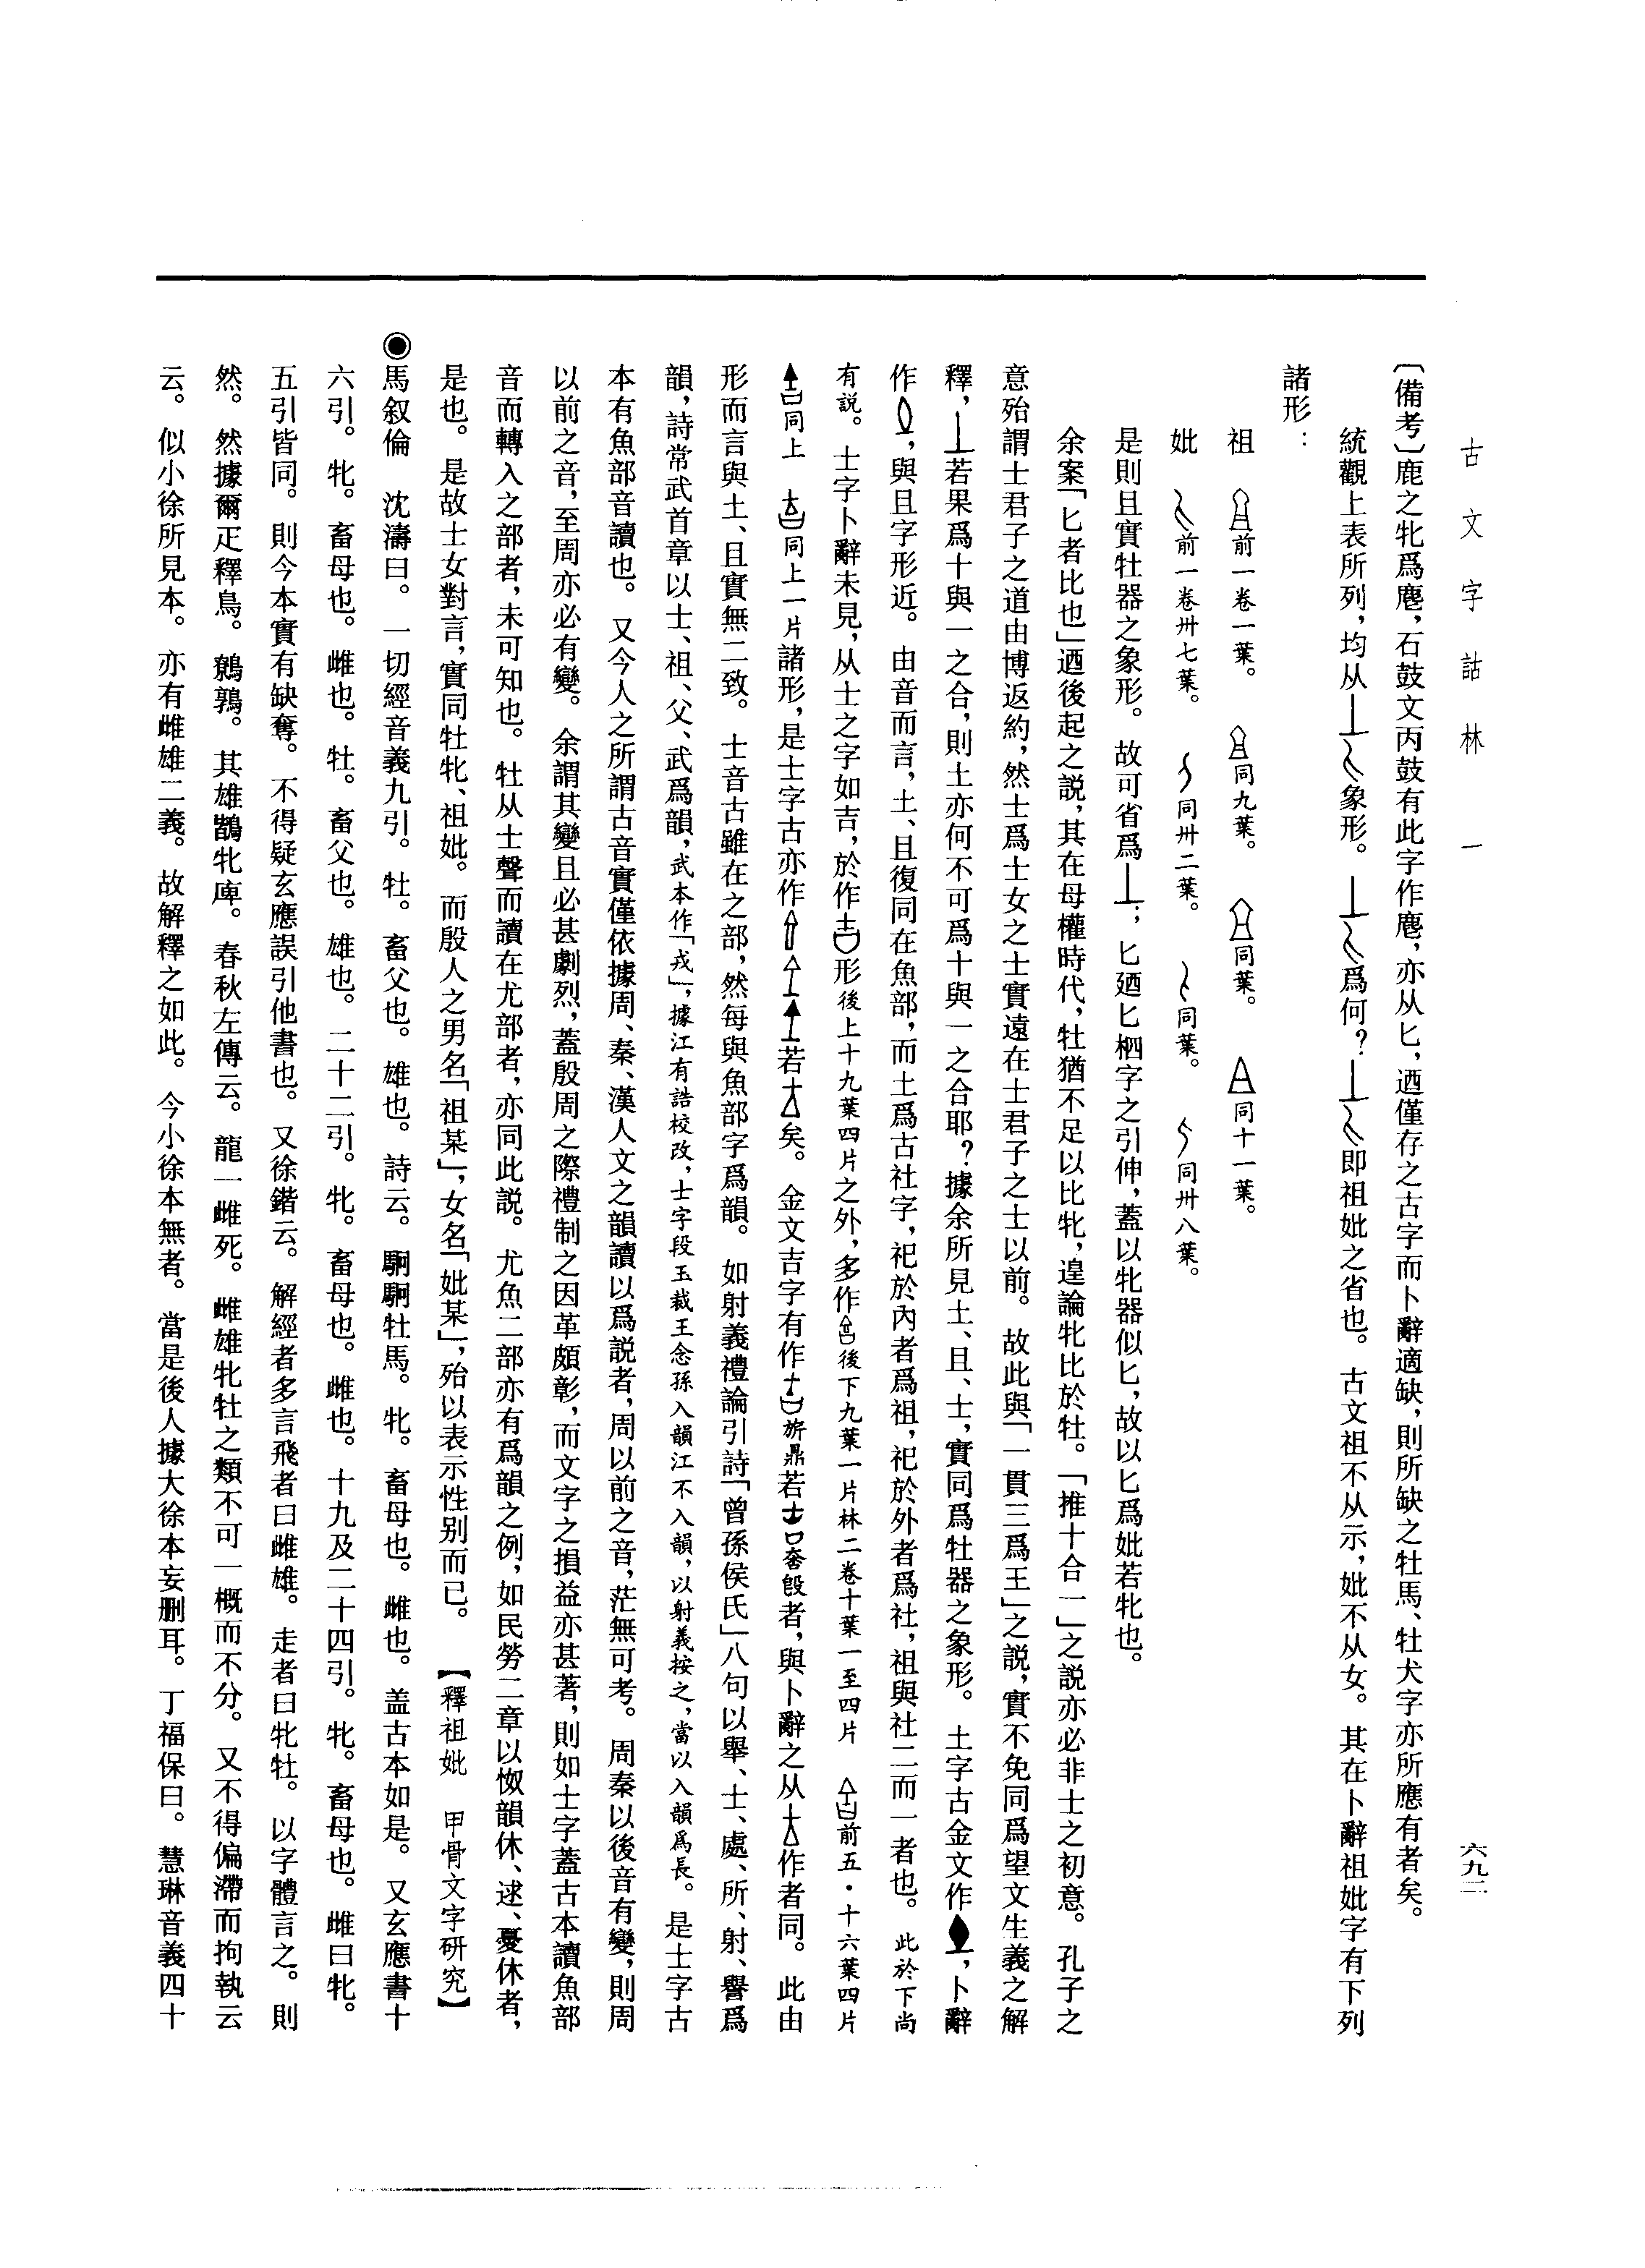 古文字詁林 一
六九二
〔備考〕鹿之牝爲麀，石鼓文丙鼓有此字作麀，亦从匕，迺僅存之古字而卜辭適缺，則所缺之牡馬、牡犬字亦所應有者矣。
統觀上表所列，均从象形。爲何？即祖妣之省也。古文祖不从示，妣不从女。其在卜辭祖妣字有下列
諸形：
祖 前一卷一葉。 同九葉。 同葉。 同十一葉。
妣 前一卷卅七葉。 同卅二葉。 同葉。 同卅八葉。
是則且實牡器之象形。故可省爲；匕廼匕柶字之引伸，蓋以牝器似匕，故以匕爲妣若牝也。
余案「匕者比也」迺後起之説，其在母權時代，牡猶不足以比牝，遑論牝比於牡。「推十合一」之説亦必非士之初意。孔子之
意殆謂士君子之道由博返約，然士爲士女之士實遠在士君子之士以前。故此與「一貫三爲王」之説，實不免同爲望文生義之解
釋，若果爲十與一之合，則土亦何不可爲十與一之合耶？據余所見土、且、士，實同爲牡器之象形。土字古金文作，卜辭
作，與且字形近。由音而言，土、且復同在魚部，而土爲古社字，祀於內者爲祖，祀於外者爲社，祖與社二而一者也。此於下尚
有説。士字卜辭未見，从士之字如吉，於作形後上十九葉四片之外，多作後下九葉一片林二卷十葉一至四片 前五·十六葉四片
同上 同上一片諸形，是士字古亦作若矣。金文吉字有作旂鼎若㚄殷者，與卜辭之从作者同。此由
形而言與土、且實無二致。士音古雖在之部，然每與魚部字爲韻。如射義禮論引詩「曾孫侯氏」八句以舉、士、處、所、射、譽爲
韻，詩常武首章以士、祖、父、武爲韻，武本作「戎」，據江有誥校改，士字段玉裁王念孫入韻江不入韻，以射義按之，當以入韻爲長。是士字古
本有魚部音讀也。又今人之所謂古音實僅依據周、秦、漢人文之韻讀以爲説者，周以前之音，茫無可考。周秦以後音有變，則周
以前之音，至周亦必有變。余謂其變且必甚劇烈，蓋殷周之際禮制之因革頗彰，而文字之損益亦甚著，則如士字蓋古本讀魚部
音而轉入之部者，未可知也。牡从士聲而讀在尤部者，亦同此説。尤魚二部亦有爲韻之例，如民勞二章以怓韻休、逑、憂休者，
是也。是故士女對言，實同牡牝、祖妣。而殷人之男名「祖某」，女名「妣某」，殆以表示性别而已。 【釋祖妣 甲骨文字研究】
◉馬叙倫 沈濤曰。一切經音義九引。牡。畜父也。雄也。詩云。駉駉牡馬。牝。畜母也。雌也。盖古本如是。又玄應書十
六引。牝。畜母也。雌也。牡。畜父也。雄也。二十二引。牝。畜母也。雌也。十九及二十四引。牝。畜母也。雌曰牝。
五引皆同。則今本實有缺奪。不得疑玄應誤引他書也。又徐鍇云。解經者多言飛者曰雌雄。走者曰牝牡。以字體言之。則
然。然據爾疋釋鳥。鷯鶉。其雄鶛牝庳。春秋左傳云。龍一雌死。雌雄牝牡之類不可一概而不分。又不得偏滯而拘執云
云。似小徐所見本。亦有雌雄二義。故解釋之如此。今小徐本無者。當是後人據大徐本妄删耳。丁福保曰。慧琳音義四十